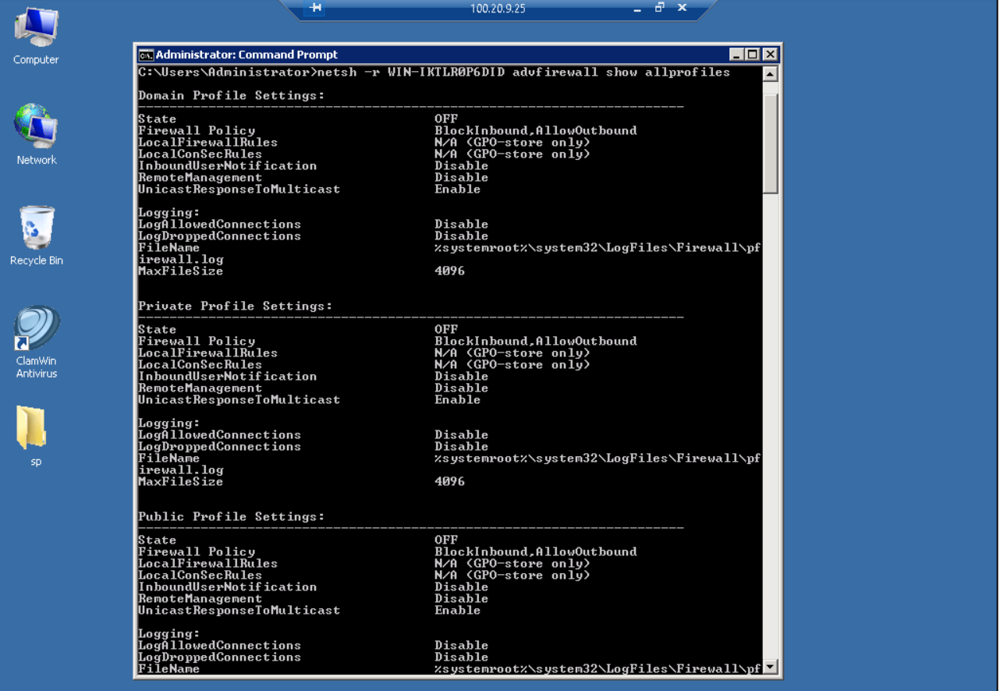 100.20.9.25
Computer
Network
Recycle Bin
ClamWin
Antivirus
sp
Administrator: Command Prompt
C:\Users\Administrator>netsh -r WIN-IKTLR0P6DID advfirewall show allprofiles
Domain Profile Settings:
----------------------------------------------------------------------
State OFF
Firewall Policy BlockInbound,AllowOutbound
LocalFirewallRules N/A (GPO-store only)
LocalConSecRules N/A (GPO-store only)
InboundUserNotification Disable
RemoteManagement Disable
UnicastResponseToMulticast Enable
Logging:
LogAllowedConnections Disable
LogDroppedConnections Disable
FileName %systemroot%\system32\LogFiles\Firewall\pf
irewall.log
MaxFileSize 4096
Private Profile Settings:
----------------------------------------------------------------------
State OFF
Firewall Policy BlockInbound,AllowOutbound
LocalFirewallRules N/A (GPO-store only)
LocalConSecRules N/A (GPO-store only)
InboundUserNotification Disable
RemoteManagement Disable
UnicastResponseToMulticast Enable
Logging:
LogAllowedConnections Disable
LogDroppedConnections Disable
FileName %systemroot%\system32\LogFiles\Firewall\pf
irewall.log
MaxFileSize 4096
Public Profile Settings:
----------------------------------------------------------------------
State OFF
Firewall Policy BlockInbound,AllowOutbound
LocalFirewallRules N/A (GPO-store only)
LocalConSecRules N/A (GPO-store only)
InboundUserNotification Disable
RemoteManagement Disable
UnicastResponseToMulticast Enable
Logging:
LogAllowedConnections Disable
LogDroppedConnections Disable
FileName %systemroot%\system32\LogFiles\Firewall\pf